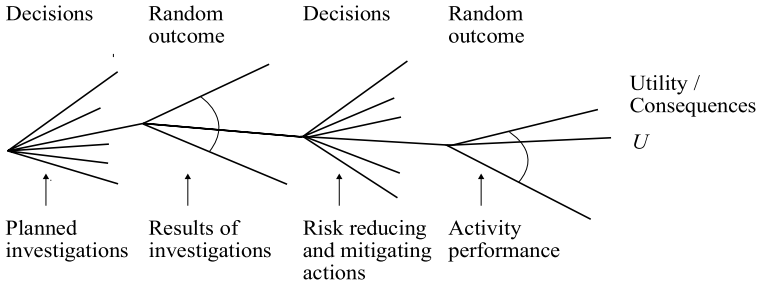 Decisions
Random
outcome
Decisions
Random
outcome
Utility /
Consequences
U
Planned
investigations
Results of
investigations
Risk reducing
and mitigating
actions
Activity
performance